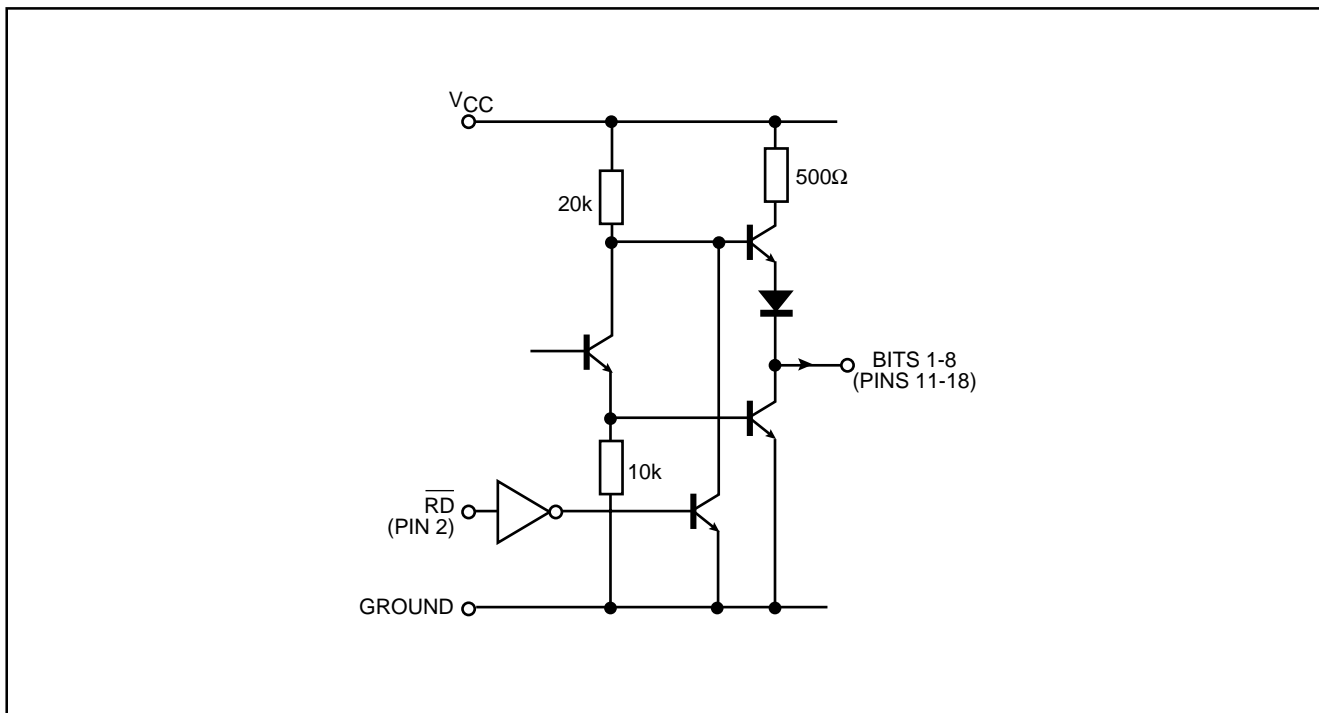 VCC
500Ω
20k
BITS 1-8
(PINS 11-18)
10k
RD
(PIN 2)
GROUND